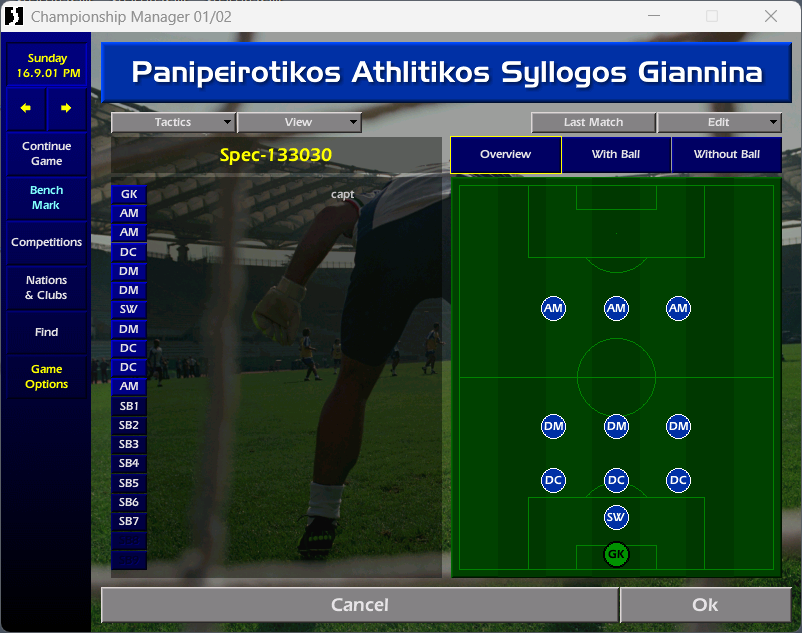 Championship Manager 01/02
Sunday
16.9.01 PM
Continue
Game
Bench
Mark
Competitions
Nations
& Clubs
Find
Game
Options
Panipeirotikos Athlitikos Syllogos Giannina
Tactics
View
Last Match
Edit
Spec-133030
GK capt
AM
AM
DC
DM
DM
SW
DM
DC
DC
AM
SB1
SB2
SB3
SB4
SB5
SB6
SB7
Overview
With Ball
Without Ball
AM AM AM
DM DM DM
DC DC DC
SW
GK
Cancel
Ok